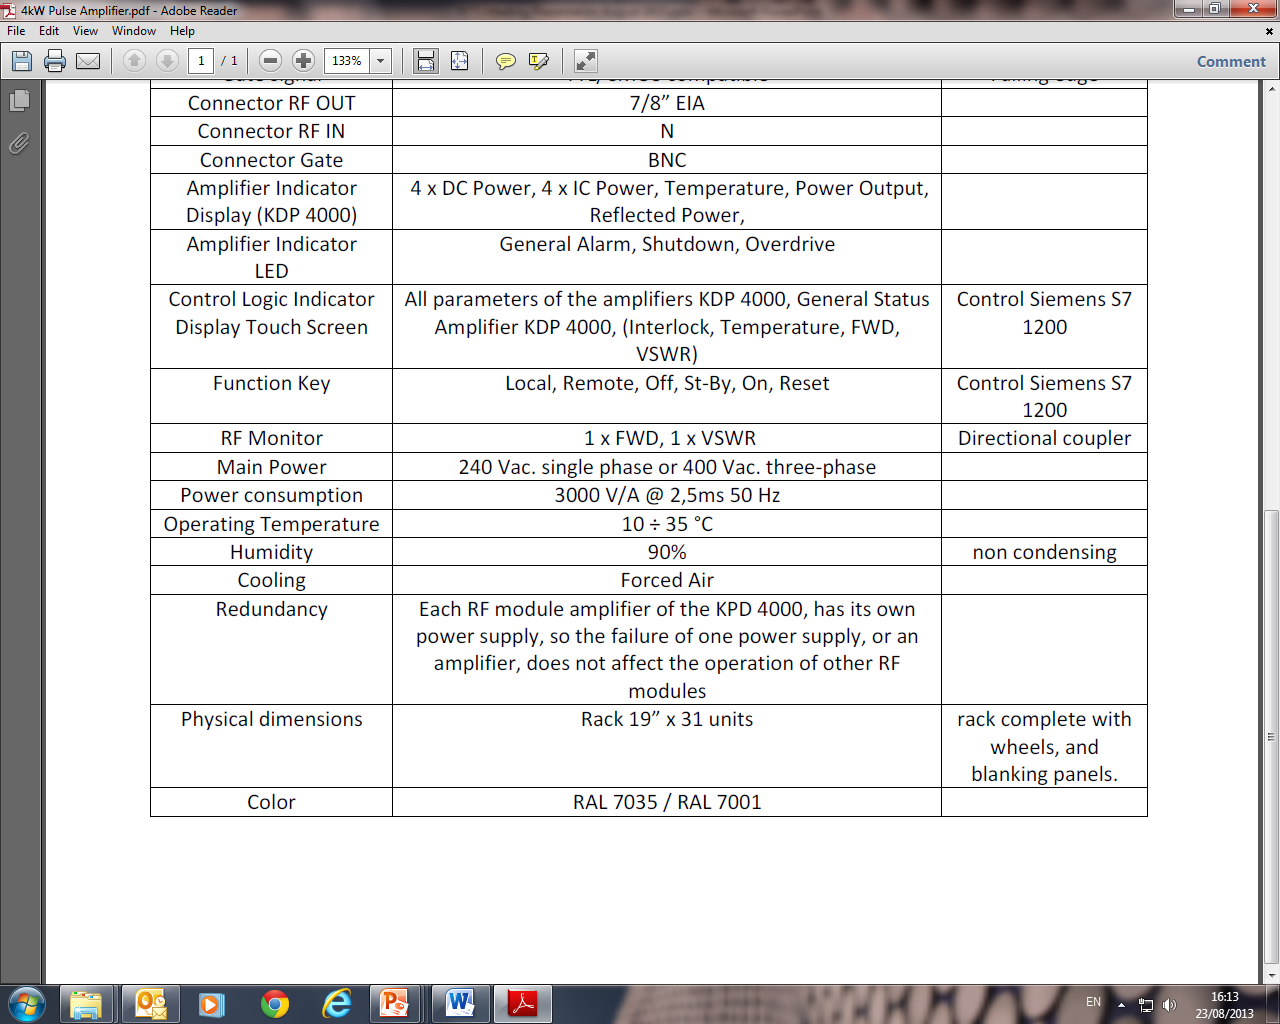 4kW Pulse Amplifier.pdf - Adobe Reader
File Edit View Window Help
1 / 1 133% Comment
Connector RF OUT 7/8” EIA
Connector RF IN N
Connector Gate BNC
Amplifier Indicator 4 x DC Power, 4 x IC Power, Temperature, Power Output,
Display (KDP 4000) Reflected Power,
Amplifier Indicator General Alarm, Shutdown, Overdrive
LED
Control Logic Indicator All parameters of the amplifiers KDP 4000, General Status Control Siemens S7
Display Touch Screen Amplifier KDP 4000, (Interlock, Temperature, FWD, 1200
VSWR)
Function Key Local, Remote, Off, St-By, On, Reset Control Siemens S7
1200
RF Monitor 1 x FWD, 1 x VSWR Directional coupler
Main Power 240 Vac. single phase or 400 Vac. three-phase
Power consumption 3000 V/A @ 2,5ms 50 Hz
Operating Temperature 10 ÷ 35 °C
Humidity 90% non condensing
Cooling Forced Air
Redundancy Each RF module amplifier of the KPD 4000, has its own
power supply, so the failure of one power supply, or an
amplifier, does not affect the operation of other RF
modules
Physical dimensions Rack 19” x 31 units rack complete with
wheels, and
blanking panels.
Color RAL 7035 / RAL 7001
EN 16:13
23/08/2013